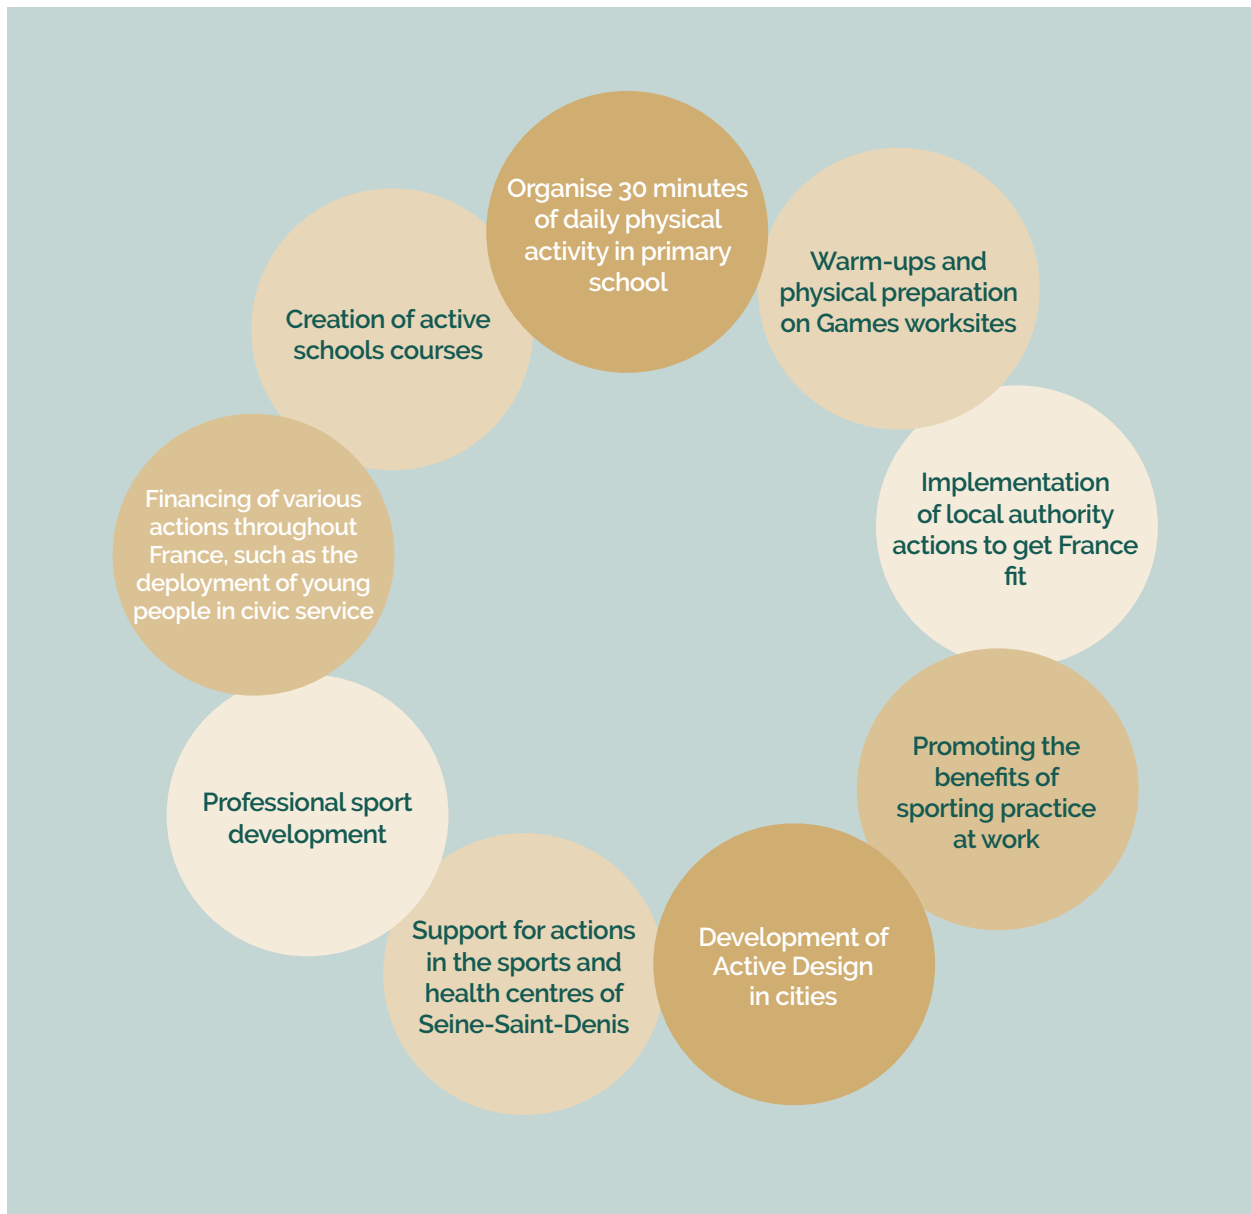 Organise 30 minutes
of daily physical
activity in primary
school
Warm-ups and
physical preparation
on Games worksites
Implementation
of local authority
actions to get France
fit
Promoting the
benefits of
sporting practice
at work
Development of
Active Design
in cities
Support for actions
in the sports and
health centres of
Seine-Saint-Denis
Professional sport
development
Financing of various
actions throughout
France, such as the
deployment of young
people in civic service
Creation of active
schools courses